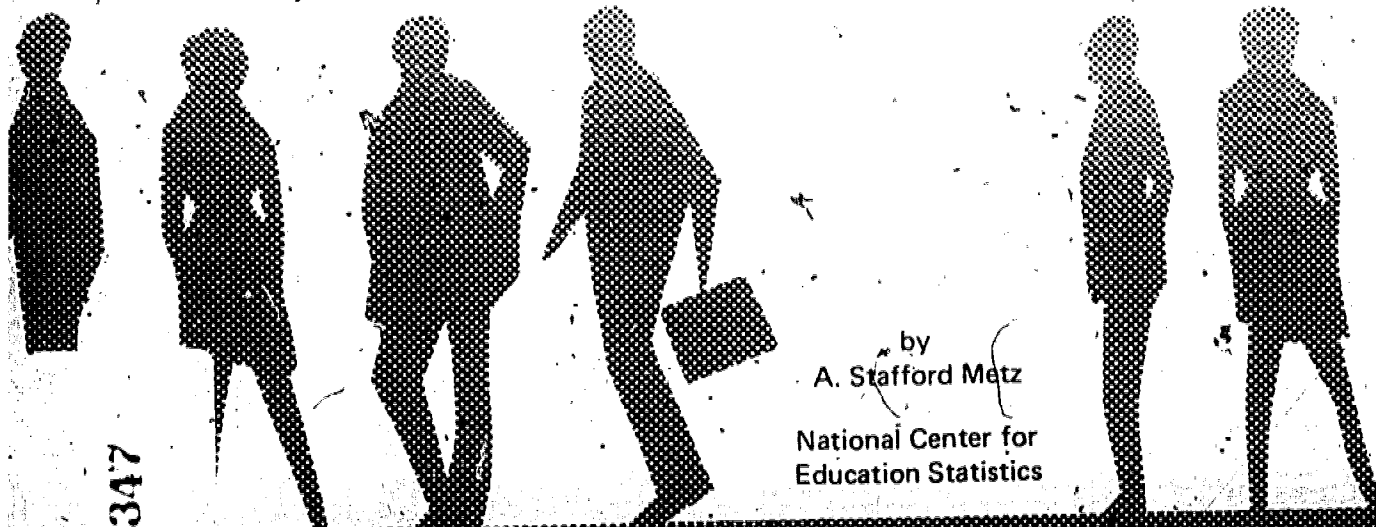 by
A. Stafford Metz
National Center for
Education Statistics
347